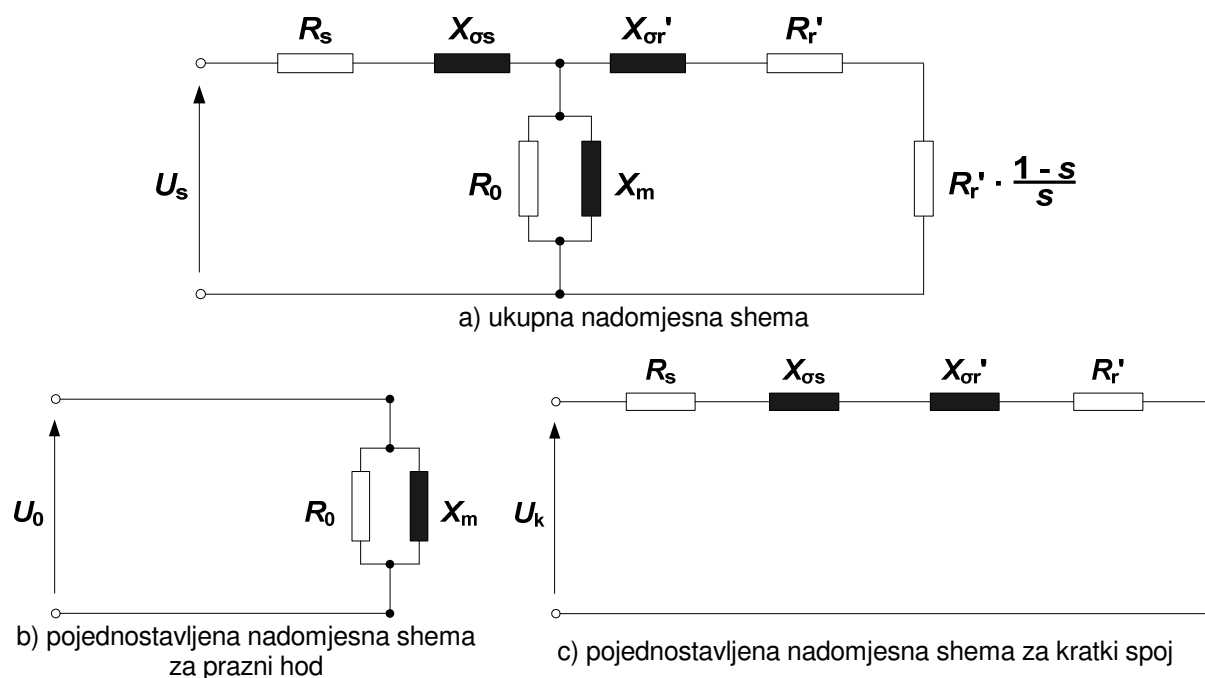 Rs Xσs Xσr' Rr'
Us R0 Xm Rr' · 1 - s / s
a) ukupna nadomjesna shema
U0 R0 Xm
b) pojednostavljena nadomjesna shema
za prazni hod
Rs Xσs Xσr' Rr'
Uk
c) pojednostavljena nadomjesna shema za kratki spoj